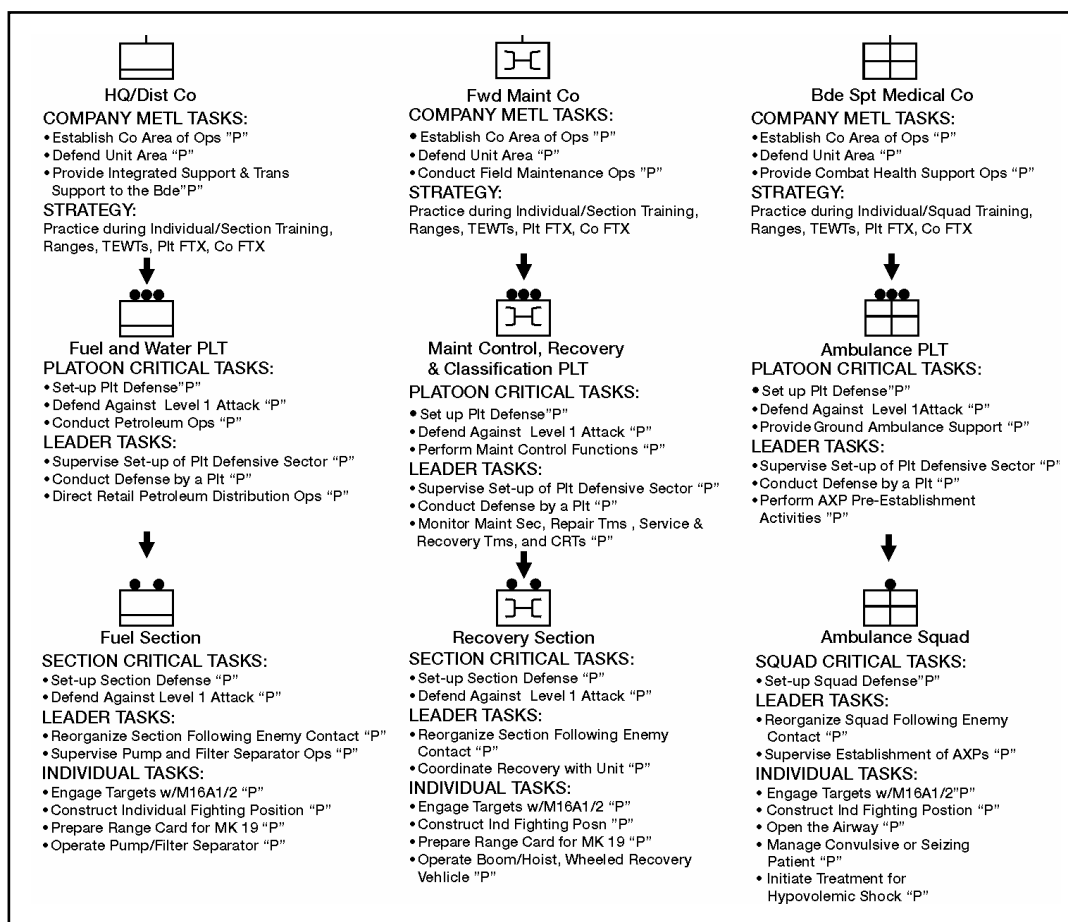 HQ/Dist Co
COMPANY METL TASKS:
•Establish Co Area of Ops "P"
•Defend Unit Area "P"
•Provide Integrated Support & Trans
Support to the Bde"P"
STRATEGY:
Practice during Individual/Section Training,
Ranges, TEWTs, Plt FTX, Co FTX
Fuel and Water PLT
PLATOON CRITICAL TASKS:
•Set-up Plt Defense"P"
•Defend Against Level 1 Attack "P"
•Conduct Petroleum Ops "P"
LEADER TASKS:
•Supervise Set-up of Plt Defensive Sector "P"
•Conduct Defense by a Plt "P"
•Direct Retail Petroleum Distribution Ops "P"
Fuel Section
SECTION CRITICAL TASKS:
•Set-up Section Defense "P"
•Defend Against Level 1 Attack "P"
LEADER TASKS:
•Reorganize Section Following Enemy Contact "P"
•Supervise Pump and Filter Separator Ops "P"
INDIVIDUAL TASKS:
•Engage Targets w/M16A1/2 "P"
•Construct Individual Fighting Position "P"
•Prepare Range Card for MK 19 "P"
•Operate Pump/Filter Separator "P"
Fwd Maint Co
COMPANY METL TASKS:
•Establish Co Area of Ops "P"
•Defend Unit Area "P"
•Conduct Field Maintenance Ops "P"
STRATEGY:
Practice during Individual/Section Training,
Ranges, TEWTs, Plt FTX, Co FTX
Maint Control, Recovery
& Classification PLT
PLATOON CRITICAL TASKS:
•Set up Plt Defense"P"
•Defend Against Level 1 Attack "P"
•Perform Maint Control Functions "P"
LEADER TASKS:
•Supervise Set-up of Plt Defensive Sector "P"
•Conduct Defense by a Plt "P"
•Monitor Maint Sec, Repair Tms , Service &
Recovery Tms, and CRTs "P"
Recovery Section
SECTION CRITICAL TASKS:
•Set-up Section Defense "P"
•Defend Against Level 1 Attack "P"
LEADER TASKS:
•Reorganize Section Following Enemy
Contact "P"
•Coordinate Recovery with Unit "P"
INDIVIDUAL TASKS:
•Engage Targets w/M16A1/2 "P"
•Construct Ind Fighting Posn "P"
•Prepare Range Card for MK 19 "P"
•Operate Boom/Hoist, Wheeled Recovery
Vehlicle "P"
Bde Spt Medical Co
COMPANY METL TASKS:
•Establish Co Area of Ops "P"
•Defend Unit Area "P"
•Provide Combat Health Support Ops "P"
STRATEGY:
Practice during Individual/Squad Training,
Ranges, TEWTs, Plt FTX, Co FTX
Ambulance PLT
PLATOON CRITICAL TASKS:
•Set up Plt Defense"P"
•Defend Against Level 1Attack "P"
•Provide Ground Ambulance Support "P"
LEADER TASKS:
•Supervise Set-up of Plt Defensive Sector "P"
•Conduct Defense by a Plt "P"
•Perform AXP Pre-Establishment
Activities "P"
Ambulance Squad
SQUAD CRITICAL TASKS:
•Set-up Squad Defense"P"
LEADER TASKS:
•Reorganize Squad Following Enemy
Contact "P"
•Supervise Establishment of AXPs "P"
INDIVIDUAL TASKS:
•Engage Targets w/M16A1/2"P"
•Construct Ind Fighting Postion "P"
•Open the Airway "P"
•Manage Convulsive or Seizing
Patient "P"
•Initiate Treatment for
Hypovolemic Shock "P"